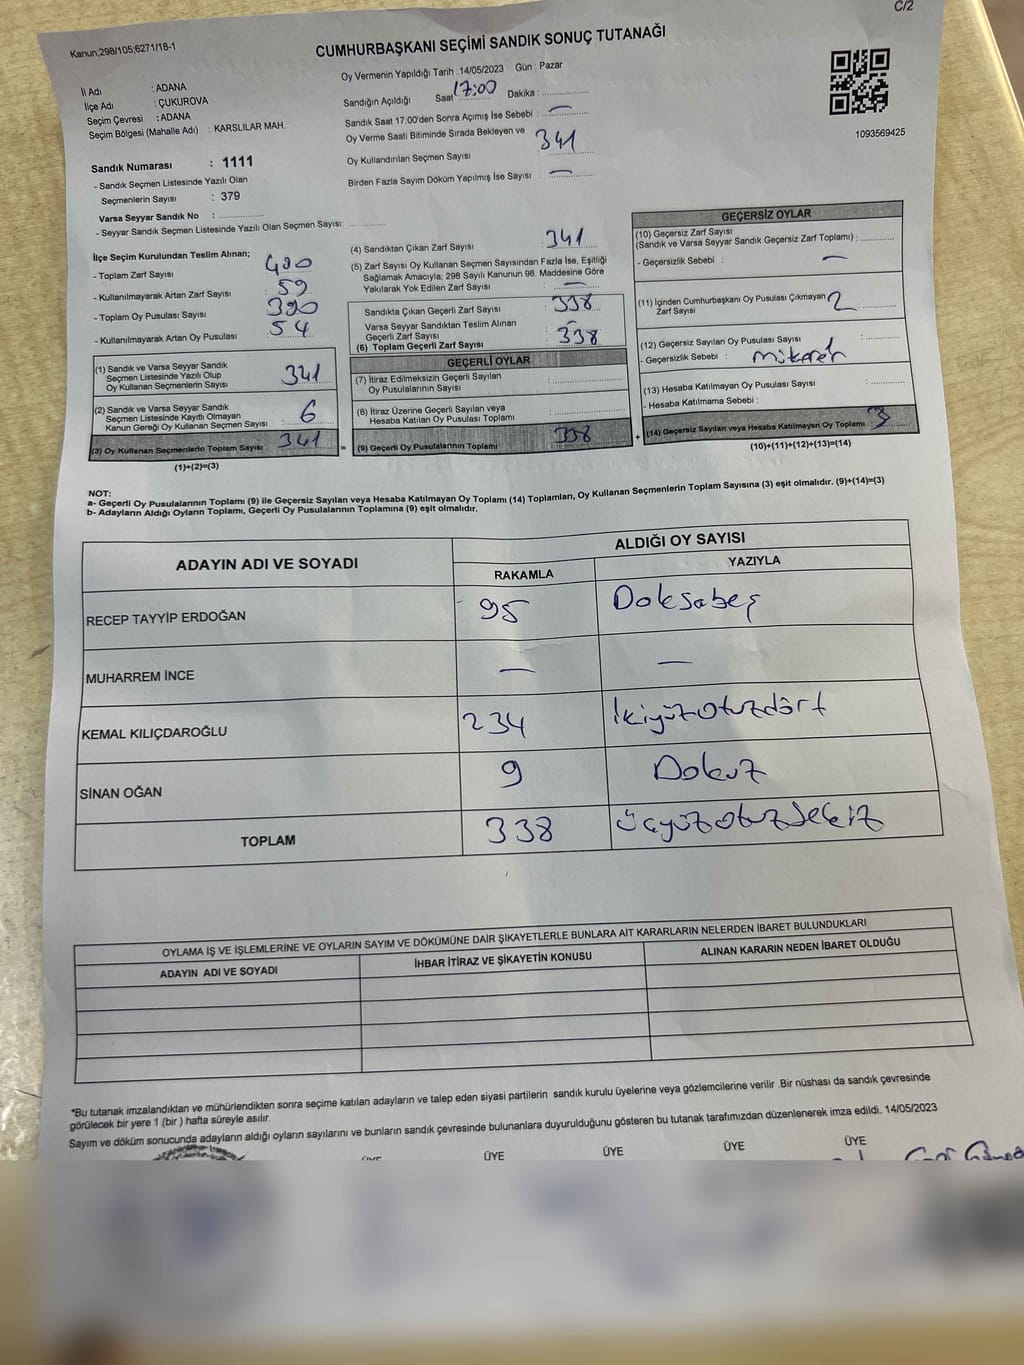 C/2
Kanun;298/105;6271/18-1
CUMHURBAŞKANI SEÇİMİ SANDIK SONUÇ TUTANAĞI
İl Adı : ADANA
İlçe Adı : ÇUKUROVA
Seçim Çevresi : ADANA
Seçim Bölgesi (Mahalle Adı) : KARSLILAR MAH.
Sandık Numarası : 1111
- Sandık Seçmen Listesinde Yazılı Olan
Seçmenlerin Sayısı : 379
Varsa Seyyar Sandık No : ....................
- Seyyar Sandık Seçmen Listesinde Yazılı Olan Seçmen Sayısı: ............
Oy Vermenin Yapıldığı Tarih : 14/05/2023 Gün : Pazar
Sandığın Açıldığı Saat 17:00 Dakika : ...............
Sandık Saat 17:00'den Sonra Açımış İse Sebebi : —
Oy Verme Saati Bitiminde Sırada Bekleyen ve
Oy Kullandırılan Seçmen Sayısı 341
Birden Fazla Sayım Döküm Yapılmış İse Sayısı : —
1093569425
İlçe Seçim Kurulundan Teslim Alınan;
- Toplam Zarf Sayısı 400
- Kullanılmayarak Artan Zarf Sayısı : 59
- Toplam Oy Pusulası Sayısı : 390
- Kullanılmayarak Artan Oy Pusulası : 54
(1) Sandık ve Varsa Seyyar Sandık
Seçmen Listesinde Yazılı Olup
Oy Kullanan Seçmenlerin Sayısı : 341
(2) Sandık ve Varsa Seyyar Sandık
Seçmen Listesinde Kayıtlı Olmayan
Kanun Gereği Oy Kullanan Seçmen Sayısı : 6
(3) Oy Kullanan Seçmenlerin Toplam Sayısı : 341
(1)+(2)=(3)
(4) Sandıktan Çıkan Zarf Sayısı : 341
(5) Zarf Sayısı Oy Kullanan Seçmen Sayısından Fazla İse, Eşitliği
Sağlamak Amacıyla, 298 Sayılı Kanunun 98. Maddesine Göre
Yakılarak Yok Edilen Zarf Sayısı : —
Sandıkta Çıkan Geçerli Zarf Sayısı : 338
Varsa Seyyar Sandıktan Teslim Alınan
Geçerli Zarf Sayısı : —
(6) Toplam Geçerli Zarf Sayısı : 338
GEÇERLİ OYLAR
(7) İtiraz Edilmeksizin Geçerli Sayılan
Oy Pusulalarının Sayısı : ....................
(8) İtiraz Üzerine Geçerli Sayılan veya
Hesaba Katılan Oy Pusulası Toplamı : ....................
= (9) Geçerli Oy Pusulalarının Toplamı : 338
GEÇERSİZ OYLAR
(10) Geçersiz Zarf Sayısı
(Sandık ve Varsa Seyyar Sandık Geçersiz Zarf Toplamı) : ..........
- Geçersizlik Sebebi : —
(11) İçinden Cumhurbaşkanı Oy Pusulası Çıkmayan
Zarf Sayısı : 2
(12) Geçersiz Sayılan Oy Pusulası Sayısı : 1
- Geçersizlik Sebebi :
(13) Hesaba Katılmayan Oy Pusulası Sayısı : ..........
- Hesaba Katılmama Sebebi :
+ (14) Geçersiz Sayılan veya Hesaba Katılmayan Oy Toplamı : 3
(10)+(11)+(12)+(13)=(14)
NOT:
a- Geçerli Oy Pusulalarının Toplamı (9) ile Geçersiz Sayılan veya Hesaba Katılmayan Oy Toplamı (14) Toplamları, Oy Kullanan Seçmenlerin Toplam Sayısına (3) eşit olmalıdır. (9)+(14)=(3)
b- Adayların Aldığı Oyların Toplamı, Geçerli Oy Pusulalarının Toplamına (9) eşit olmalıdır.
ADAYIN ADI VE SOYADI ALDIĞI OY SAYISI
RAKAMLA YAZIYLA
RECEP TAYYİP ERDOĞAN 95 Doksabeş
MUHARREM İNCE — —
KEMAL KILIÇDAROĞLU 234 İkiyüzotuzdört
SİNAN OĞAN 9 Dokuz
TOPLAM 338 üçyüzotuzsekiz
OYLAMA İŞ VE İŞLEMLERİNE VE OYLARIN SAYIM VE DÖKÜMÜNE DAİR ŞİKAYETLERLE BUNLARA AİT KARARLARIN NELERDEN İBARET BULUNDUKLARI
ADAYIN ADI VE SOYADI İHBAR İTİRAZ VE ŞİKAYETİN KONUSU ALINAN KARARIN NEDEN İBARET OLDUĞU
*Bu tutanak imzalandıktan ve mühürlendikten sonra seçime katılan adayların ve talep eden siyasi partilerin sandık kurulu üyelerine veya gözlemcilerine verilir .Bir nüshası da sandık çevresinde
görülecek bir yere 1 (bir ) hafta süreyle asılır.
Sayım ve döküm sonucunda adayların aldığı oyların sayılarını ve bunların sandık çevresinde bulunanlara duyurulduğunu gösteren bu tutanak tarafımızdan düzenlenerek imza edildi. 14/05/2023
ÜYE ÜYE ÜYE ÜYE ÜYE